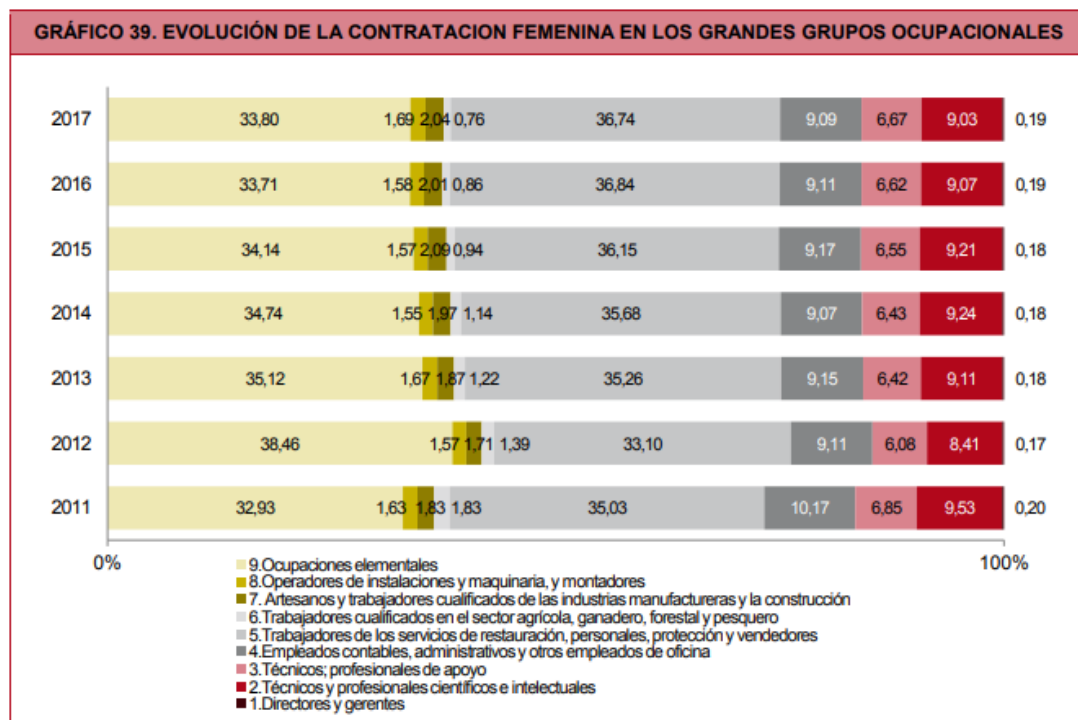 GRÁFICO 39. EVOLUCIÓN DE LA CONTRATACION FEMENINA EN LOS GRANDES GRUPOS OCUPACIONALES
2017 33,80 1,69 2,04 0,76 36,74 9,09 6,67 9,03 0,19
2016 33,71 1,58 2,01 0,86 36,84 9,11 6,62 9,07 0,19
2015 34,14 1,57 2,09 0,94 36,15 9,17 6,55 9,21 0,18
2014 34,74 1,55 1,97 1,14 35,68 9,07 6,43 9,24 0,18
2013 35,12 1,67 1,87 1,22 35,26 9,15 6,42 9,11 0,18
2012 38,46 1,57 1,71 1,39 33,10 9,11 6,08 8,41 0,17
2011 32,93 1,63 1,83 1,83 35,03 10,17 6,85 9,53 0,20
0% 100%
9.Ocupaciones elementales
8.Operadores de instalaciones y maquinaria, y montadores
7. Artesanos y trabajadores cualificados de las industrias manufactureras y la construcción
6.Trabajadores cualificados en el sector agrícola, ganadero, forestal y pesquero
5.Trabajadores de los servicios de restauración, personales, protección y vendedores
4.Empleados contables, administrativos y otros empleados de oficina
3.Técnicos; profesionales de apoyo
2.Técnicos y profesionales científicos e intelectuales
1.Directores y gerentes